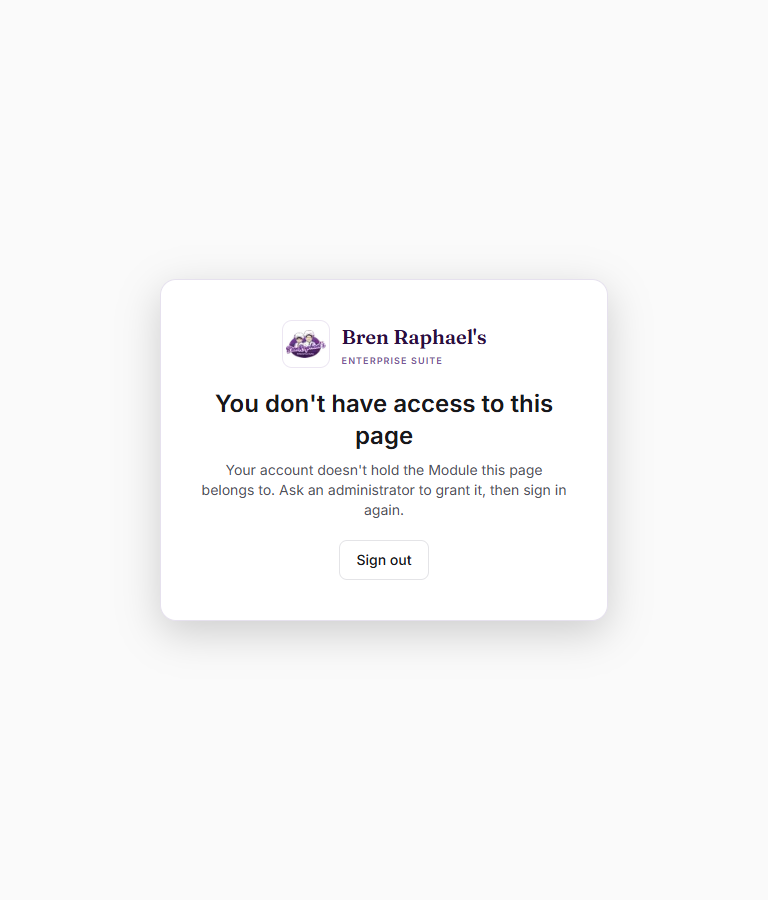 Bren Raphael's
ENTERPRISE SUITE
You don't have access to this
page
Your account doesn't hold the Module this page
belongs to. Ask an administrator to grant it, then sign in
again.
Sign out